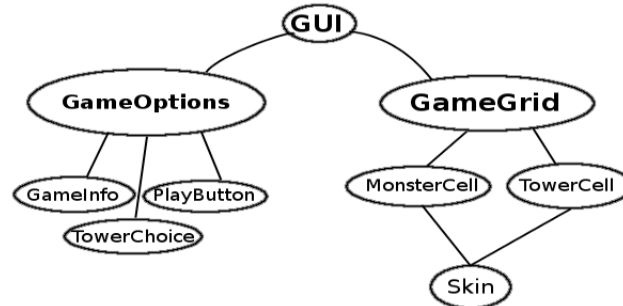 GUI
GameOptions
GameGrid
GameInfo
PlayButton
TowerChoice
MonsterCell
TowerCell
Skin